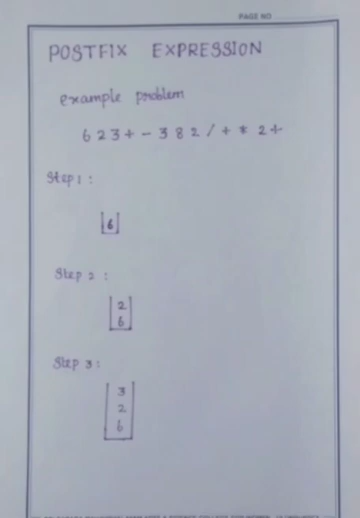 PAGE NO
POSTFIX EXPRESSION
example problem
6 2 3 + - 3 8 2 / + * 2 +
Step 1 :
6
Step 2 :
2
6
Step 3 :
3
2
6